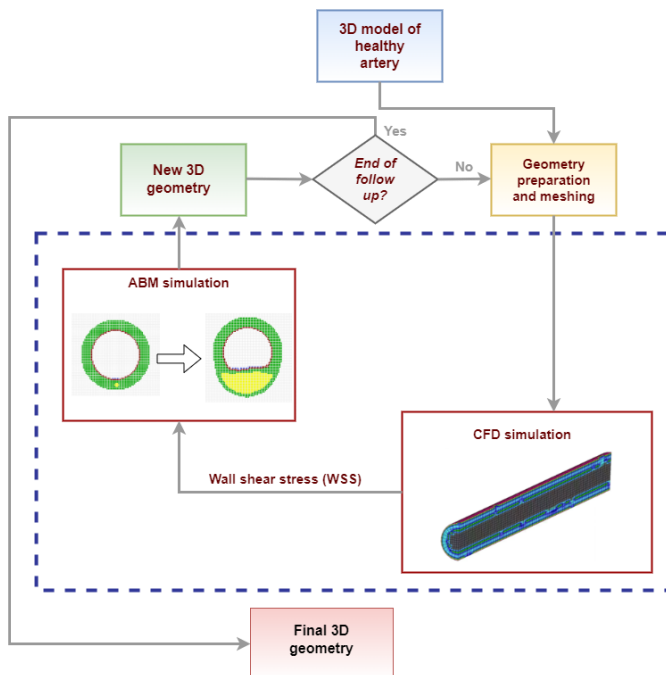 3D model of
healthy
artery
Yes
New 3D
geometry
End of
follow
up?
No
Geometry
preparation
and meshing
ABM simulation
CFD simulation
Wall shear stress (WSS)
Final 3D
geometry